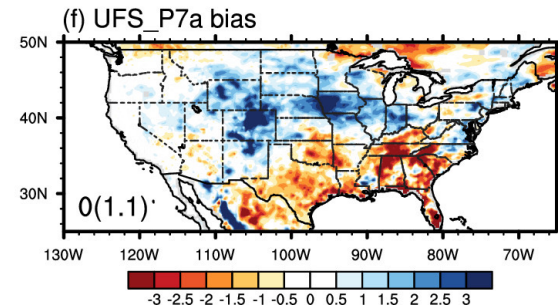 (f) UFS_P7a bias
50N
40N
30N
0(1.1)
130W 120W 110W 100W 90W 80W 70W
-3 -2.5 -2 -1.5 -1 -0.5 0 0.5 1 1.5 2 2.5 3